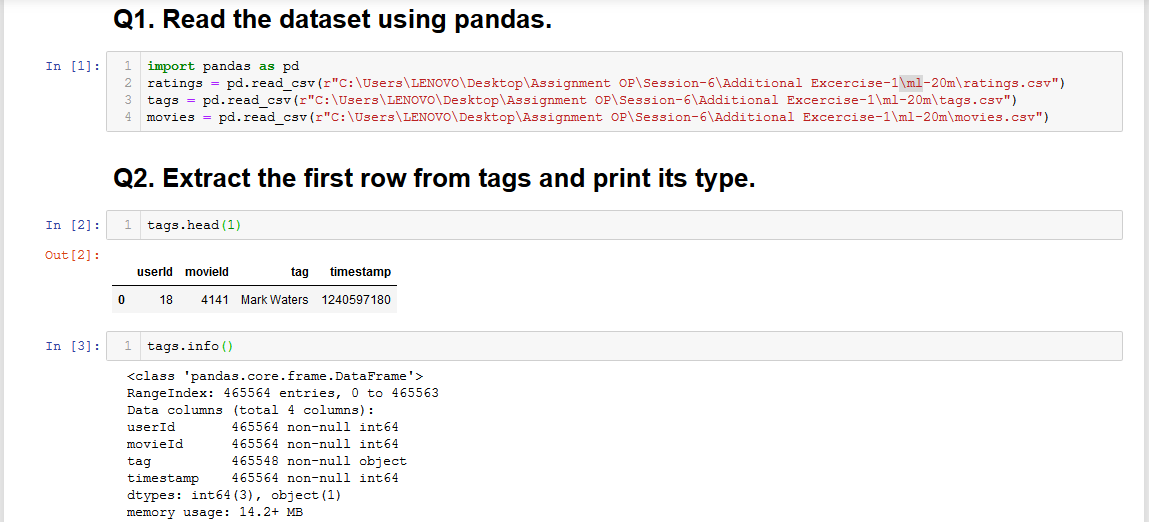 Q1. Read the dataset using pandas.
In [1]: 1 import pandas as pd
2 ratings = pd.read_csv(r"C:\Users\LENOVO\Desktop\Assignment OP\Session-6\Additional Excercise-1\ml-20m\ratings.csv")
3 tags = pd.read_csv(r"C:\Users\LENOVO\Desktop\Assignment OP\Session-6\Additional Excercise-1\ml-20m\tags.csv")
4 movies = pd.read_csv(r"C:\Users\LENOVO\Desktop\Assignment OP\Session-6\Additional Excercise-1\ml-20m\movies.csv")
Q2. Extract the first row from tags and print its type.
In [2]: 1 tags.head(1)
Out[2]:
userId movieId tag timestamp
0 18 4141 Mark Waters 1240597180
In [3]: 1 tags.info()
<class 'pandas.core.frame.DataFrame'>
RangeIndex: 465564 entries, 0 to 465563
Data columns (total 4 columns):
userId 465564 non-null int64
movieId 465564 non-null int64
tag 465548 non-null object
timestamp 465564 non-null int64
dtypes: int64(3), object(1)
memory usage: 14.2+ MB